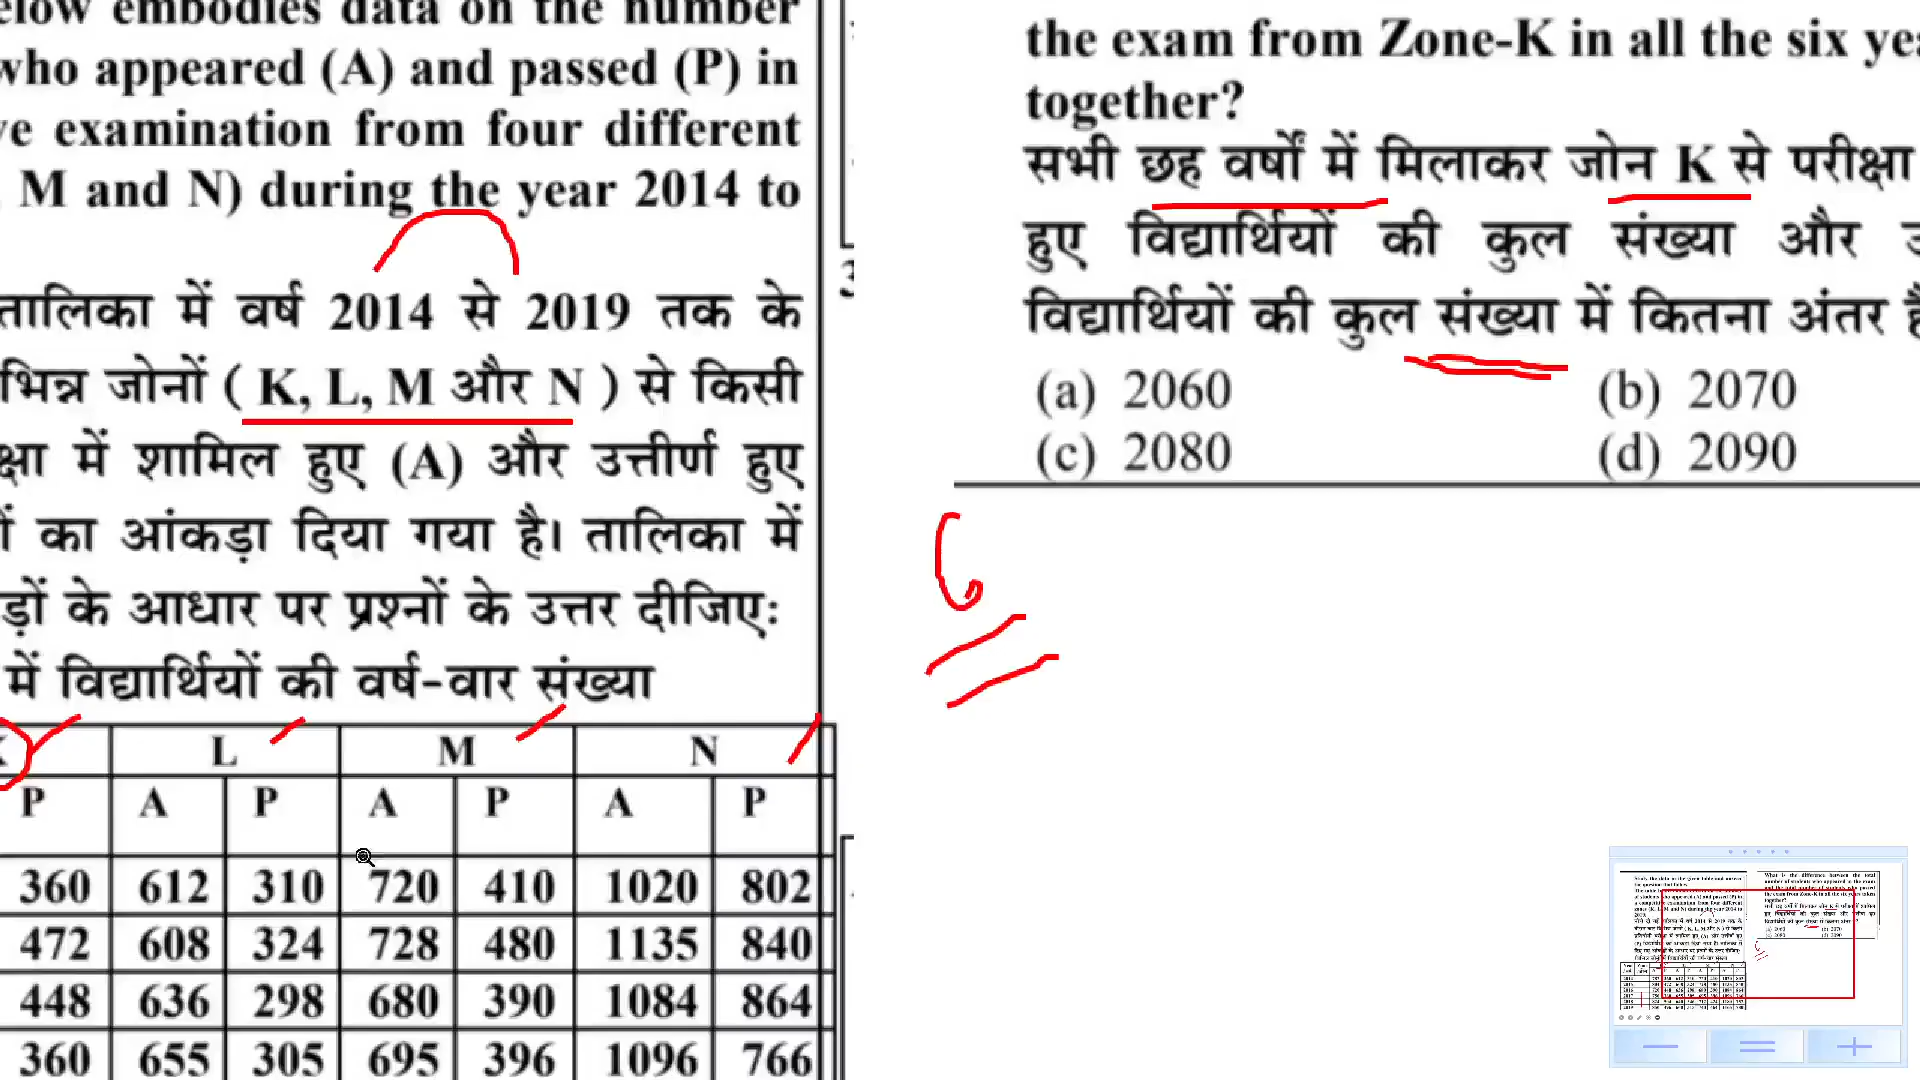 elow embodies data on the number
who appeared (A) and passed (P) in
ve examination from four different
, M and N) during the year 2014 to
तालिका में वर्ष 2014 से 2019 तक के
भिन्न जोनों ( K, L, M और N ) से किसी
क्षा में शामिल हुए (A) और उत्तीर्ण हुए
ों का आंकड़ा दिया गया है। तालिका में
ड़ों के आधार पर प्रश्नों के उत्तर दीजिए:
में विद्यार्थियों की वर्ष-वार संख्या
K L M N
P A P A P A P
360 612 310 720 410 1020 802
472 608 324 728 480 1135 840
448 636 298 680 390 1084 864
360 655 305 695 396 1096 766
the exam from Zone-K in all the six yea
together?
सभी छह वर्षों में मिलाकर जोन K से परीक्षा
हुए विद्यार्थियों की कुल संख्या और उ
विद्यार्थियों की कुल संख्या में कितना अंतर है
(a) 2060 (b) 2070
(c) 2080 (d) 2090
6